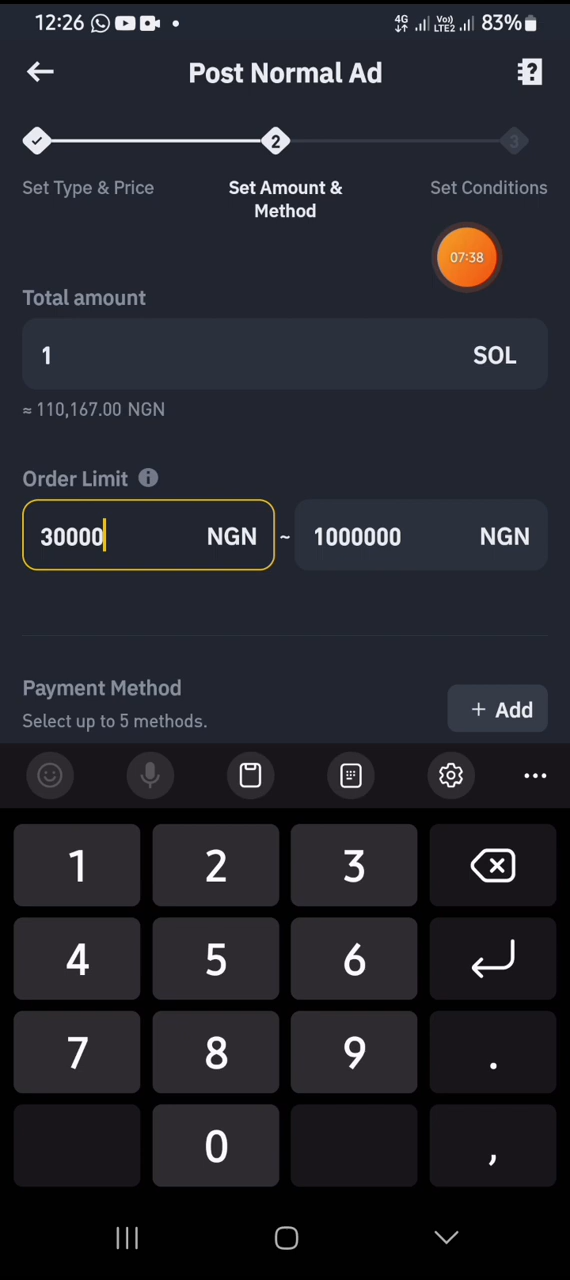 12:26 4G Vo)) LTE2 83%
Post Normal Ad
2 3
Set Type & Price Set Amount & Method Set Conditions
07:38
Total amount
1 SOL
≈ 110,167.00 NGN
Order Limit
30000 NGN ~ 1000000 NGN
Payment Method
Select up to 5 methods.
+ Add
1 2 3
4 5 6
7 8 9 .
0 ,